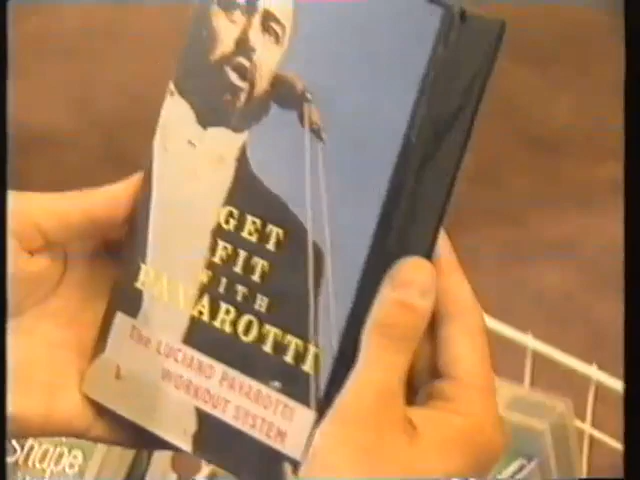 GET
FIT
WITH
PAVAROTTI
The LUCIANO PAVAROTTI
WORKOUT SYSTEM
shape